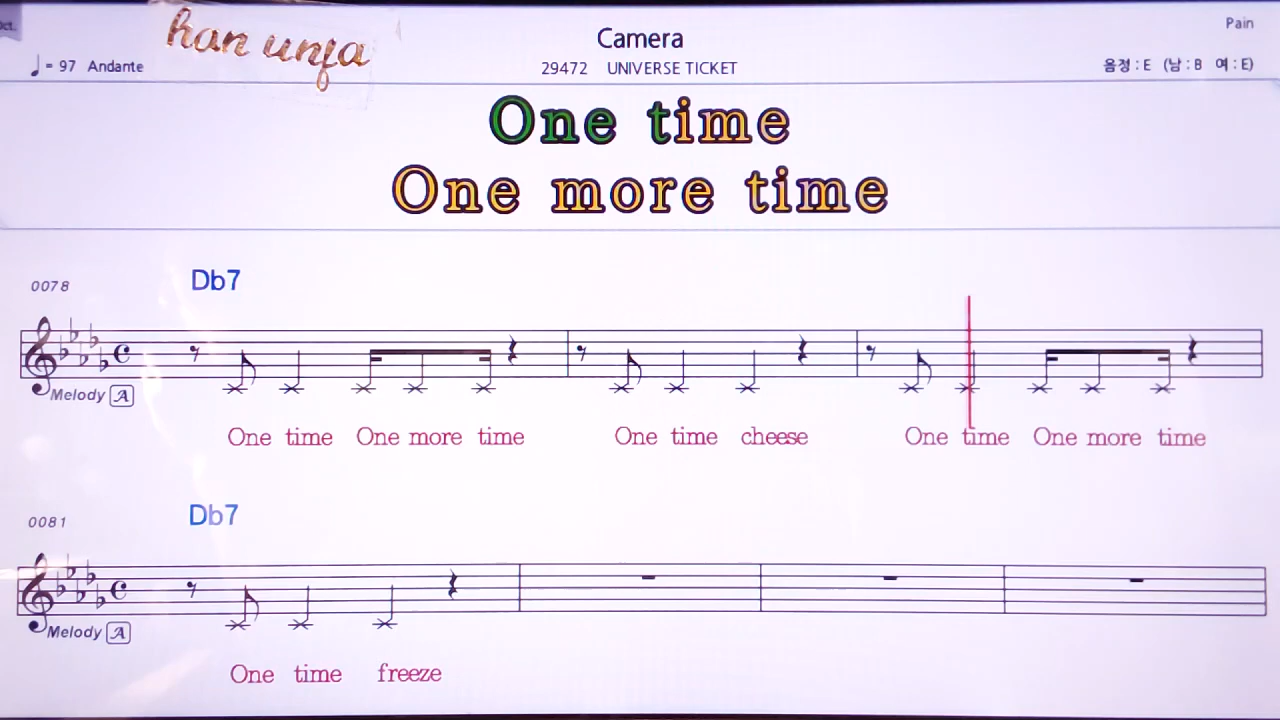 Oct.
han unfa
Camera
Pain
♩= 97 Andante
29472 UNIVERSE TICKET
음정 : E (남 : B 여 : E)
One time
One more time
0078
Db7
Melody A
One time One more time One time cheese One time One more time
0081
Db7
Melody A
One time freeze